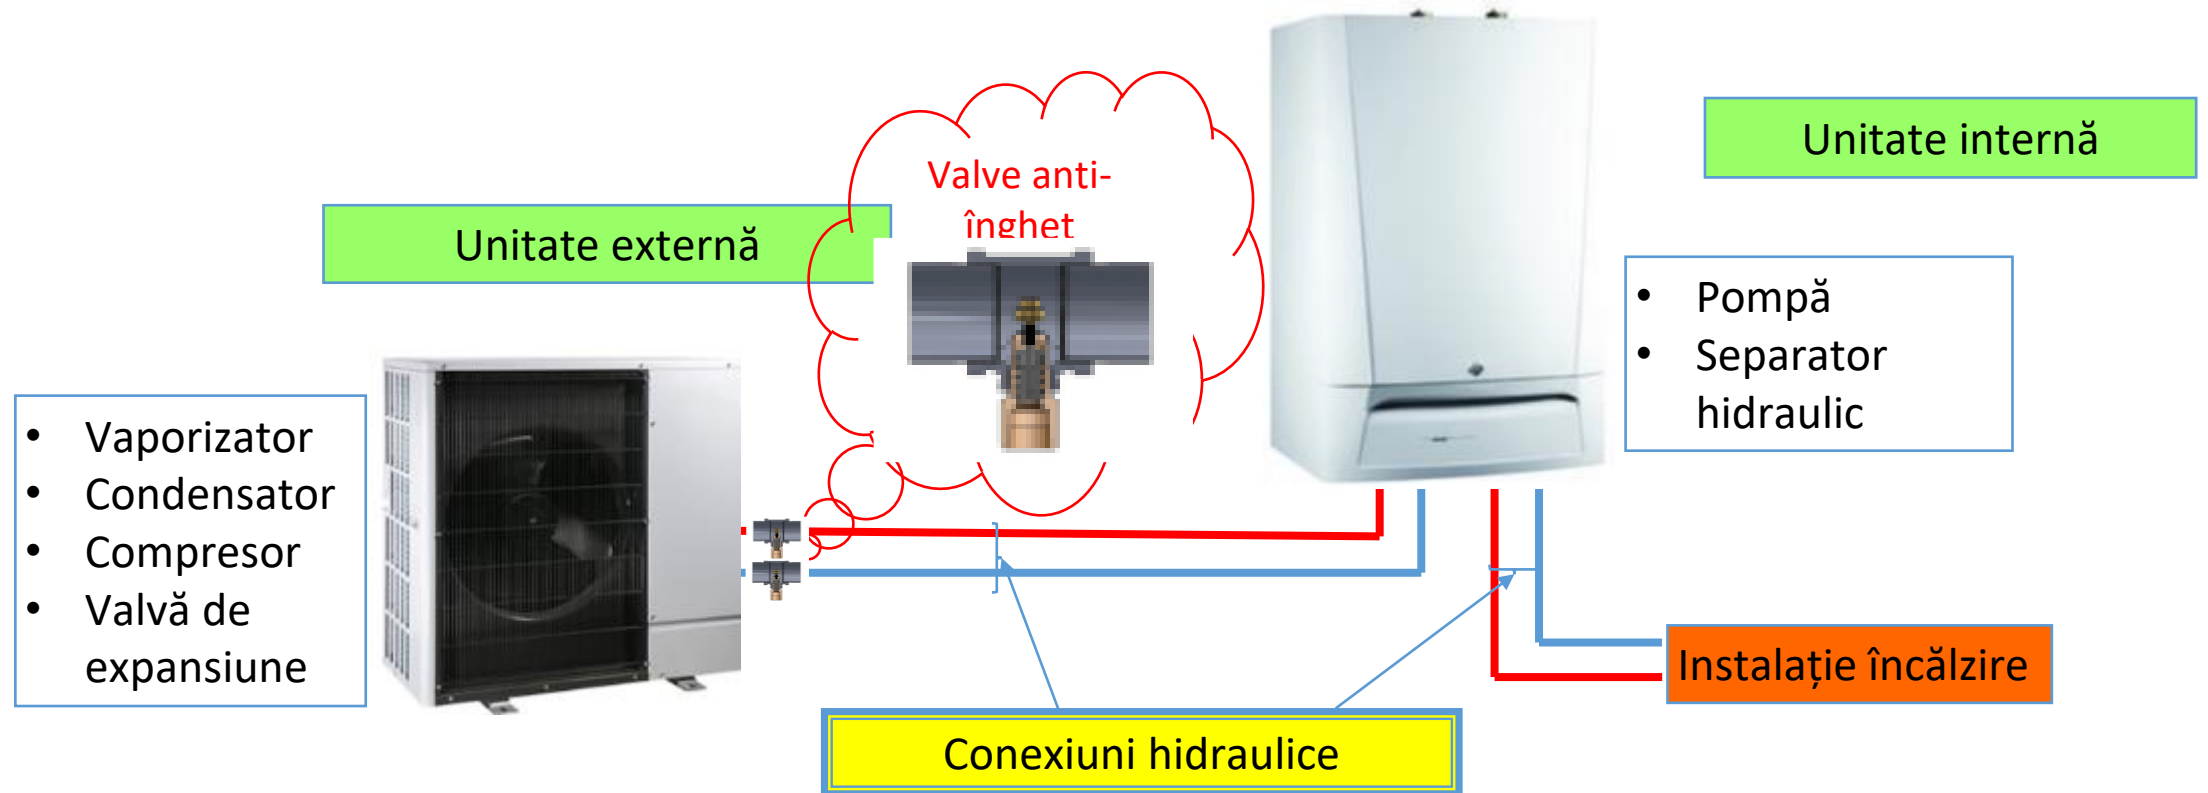 Unitate internă
Valve anti-
îngheț
Unitate externă
• Pompă
• Separator
hidraulic
• Vaporizator
• Condensator
• Compresor
• Valvă de
expansiune
Instalație încălzire
Conexiuni hidraulice